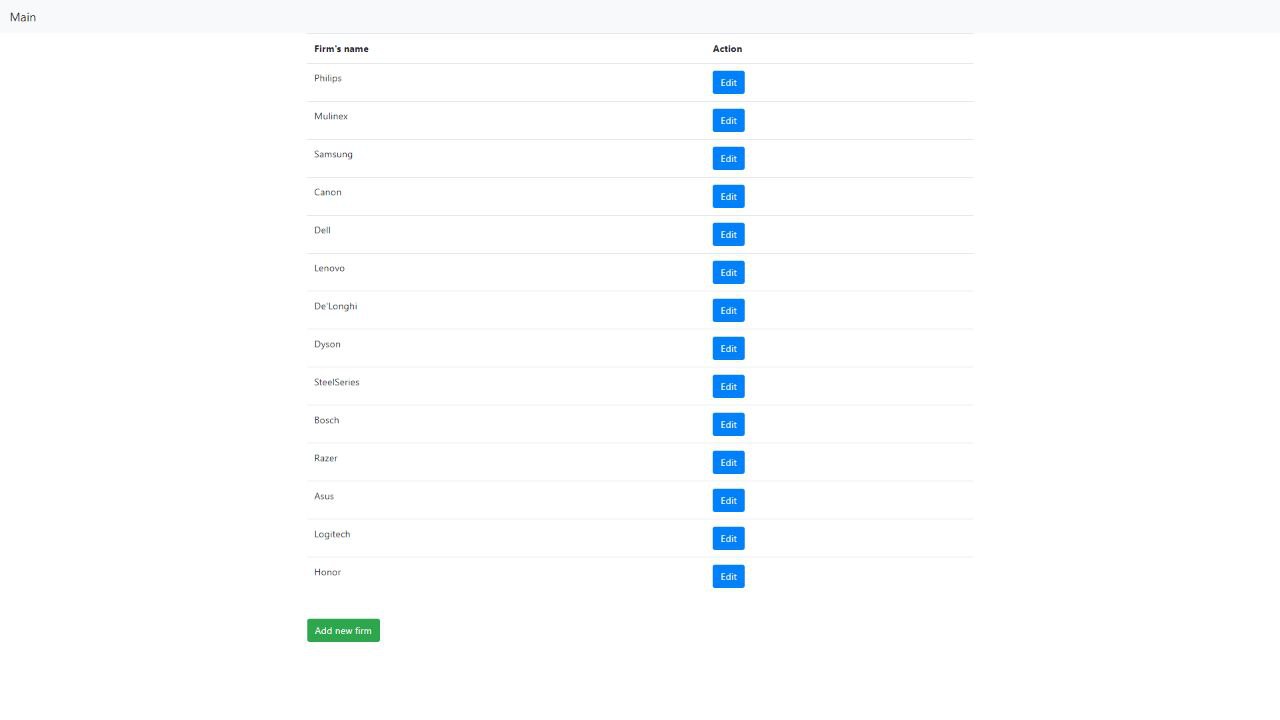 Main
Firm's name Action
Philips Edit
Mulinex Edit
Samsung Edit
Canon Edit
Dell Edit
Lenovo Edit
De'Longhi Edit
Dyson Edit
SteelSeries Edit
Bosch Edit
Razer Edit
Asus Edit
Logitech Edit
Honor Edit
Add new firm